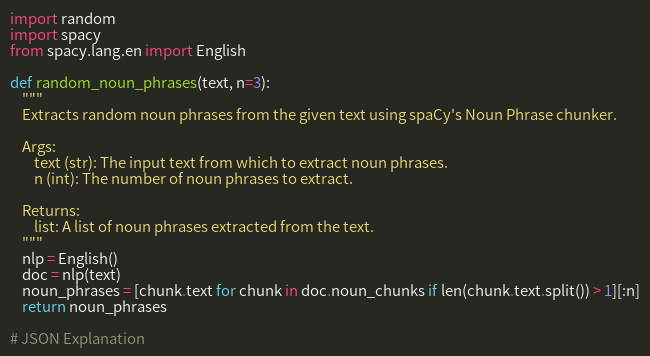 import random
import spacy
from spacy.lang.en import English
def random_noun_phrases(text, n=3):
"""
Extracts random noun phrases from the given text using spaCy's Noun Phrase chunker.
Args:
text (str): The input text from which to extract noun phrases.
n (int): The number of noun phrases to extract.
Returns:
list: A list of noun phrases extracted from the text.
"""
nlp = English()
doc = nlp(text)
noun_phrases = [chunk.text for chunk in doc.noun_chunks if len(chunk.text.split()) > 1][:n]
return noun_phrases
# JSON Explanation